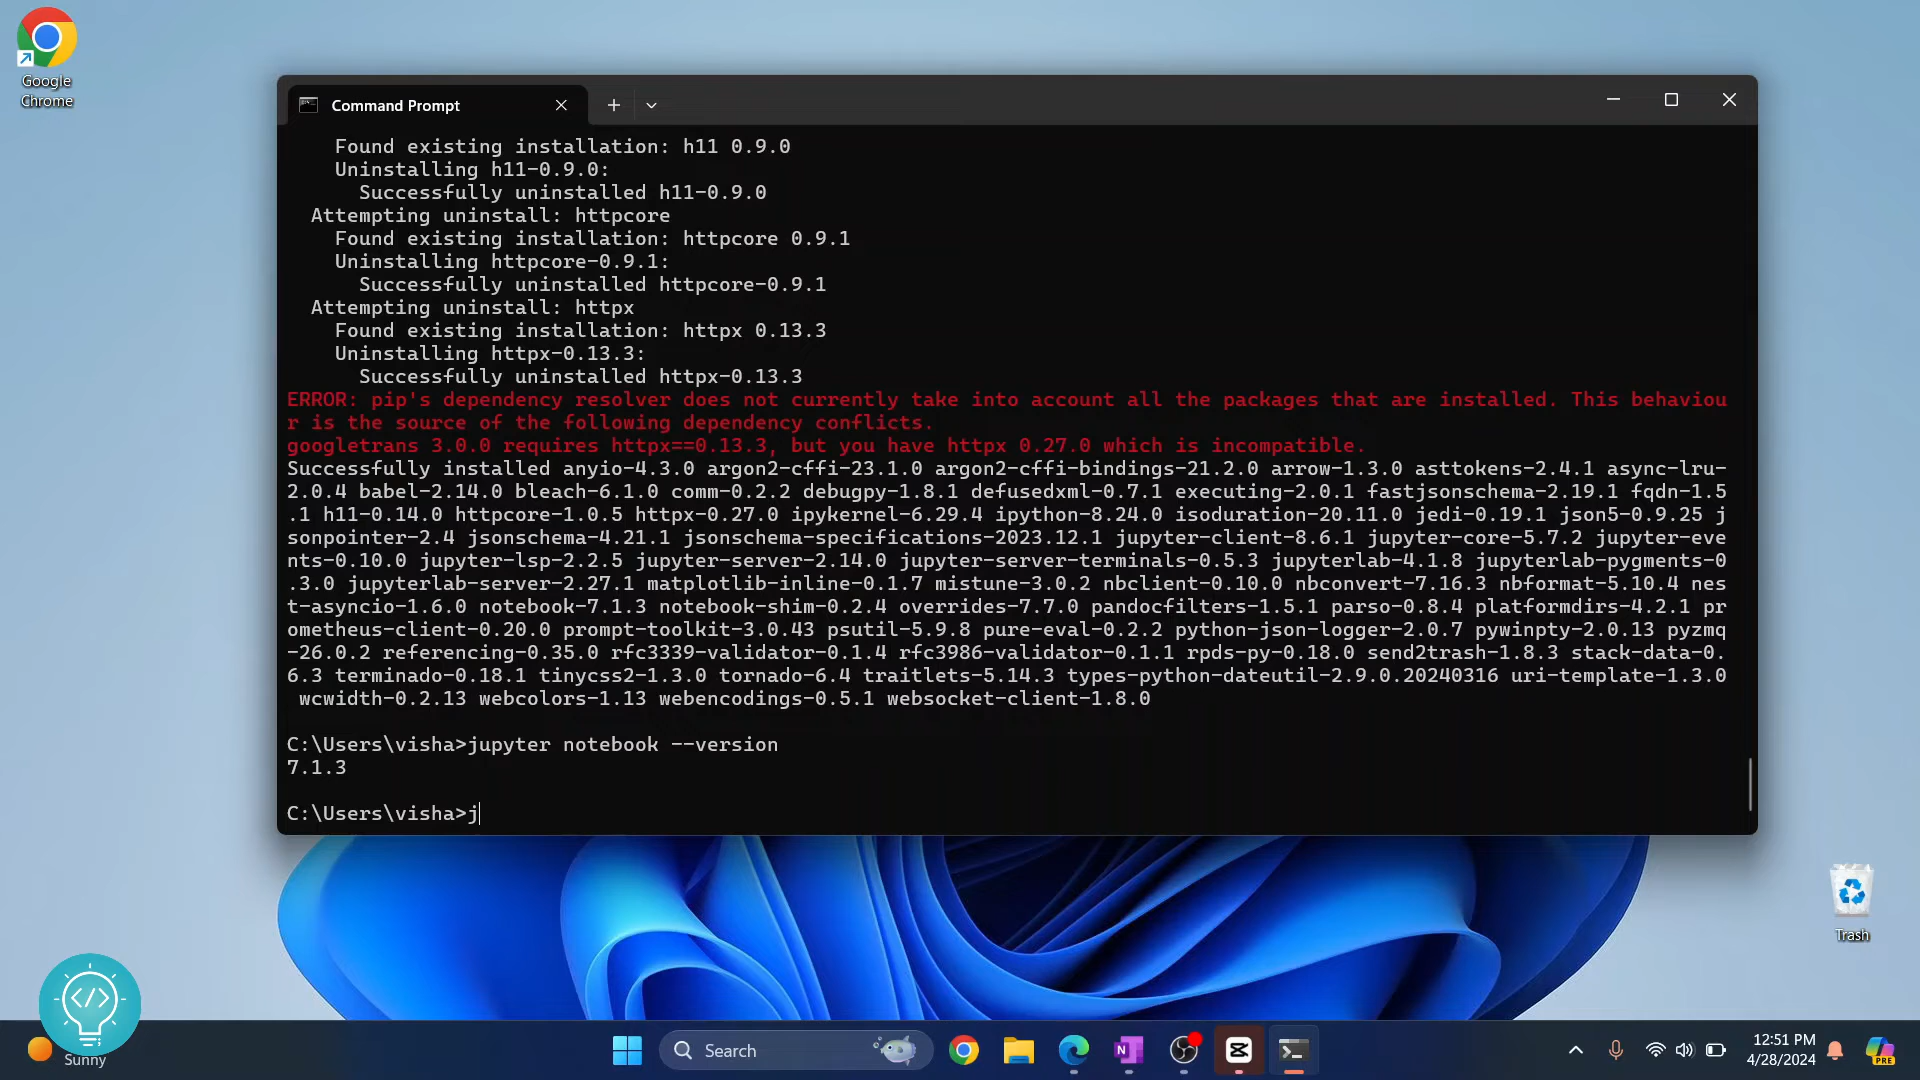 Google
Chrome
Command Prompt
Found existing installation: h11 0.9.0
Uninstalling h11-0.9.0:
Successfully uninstalled h11-0.9.0
Attempting uninstall: httpcore
Found existing installation: httpcore 0.9.1
Uninstalling httpcore-0.9.1:
Successfully uninstalled httpcore-0.9.1
Attempting uninstall: httpx
Found existing installation: httpx 0.13.3
Uninstalling httpx-0.13.3:
Successfully uninstalled httpx-0.13.3
ERROR: pip's dependency resolver does not currently take into account all the packages that are installed. This behaviou
r is the source of the following dependency conflicts.
googletrans 3.0.0 requires httpx==0.13.3, but you have httpx 0.27.0 which is incompatible.
Successfully installed anyio-4.3.0 argon2-cffi-23.1.0 argon2-cffi-bindings-21.2.0 arrow-1.3.0 asttokens-2.4.1 async-lru-
2.0.4 babel-2.14.0 bleach-6.1.0 comm-0.2.2 debugpy-1.8.1 defusedxml-0.7.1 executing-2.0.1 fastjsonschema-2.19.1 fqdn-1.5
.1 h11-0.14.0 httpcore-1.0.5 httpx-0.27.0 ipykernel-6.29.4 ipython-8.24.0 isoduration-20.11.0 jedi-0.19.1 json5-0.9.25 j
sonpointer-2.4 jsonschema-4.21.1 jsonschema-specifications-2023.12.1 jupyter-client-8.6.1 jupyter-core-5.7.2 jupyter-eve
nts-0.10.0 jupyter-lsp-2.2.5 jupyter-server-2.14.0 jupyter-server-terminals-0.5.3 jupyterlab-4.1.8 jupyterlab-pygments-0
.3.0 jupyterlab-server-2.27.1 matplotlib-inline-0.1.7 mistune-3.0.2 nbclient-0.10.0 nbconvert-7.16.3 nbformat-5.10.4 nes
t-asyncio-1.6.0 notebook-7.1.3 notebook-shim-0.2.4 overrides-7.7.0 pandocfilters-1.5.1 parso-0.8.4 platformdirs-4.2.1 pr
ometheus-client-0.20.0 prompt-toolkit-3.0.43 psutil-5.9.8 pure-eval-0.2.2 python-json-logger-2.0.7 pywinpty-2.0.13 pyzmq
-26.0.2 referencing-0.35.0 rfc3339-validator-0.1.4 rfc3986-validator-0.1.1 rpds-py-0.18.0 send2trash-1.8.3 stack-data-0.
6.3 terminado-0.18.1 tinycss2-1.3.0 tornado-6.4 traitlets-5.14.3 types-python-dateutil-2.9.0.20240316 uri-template-1.3.0
wcwidth-0.2.13 webcolors-1.13 webencodings-0.5.1 websocket-client-1.8.0
C:\Users\visha>jupyter notebook --version
7.1.3
C:\Users\visha>j
Trash
Sunny
Search
12:51 PM
4/28/2024
PRE